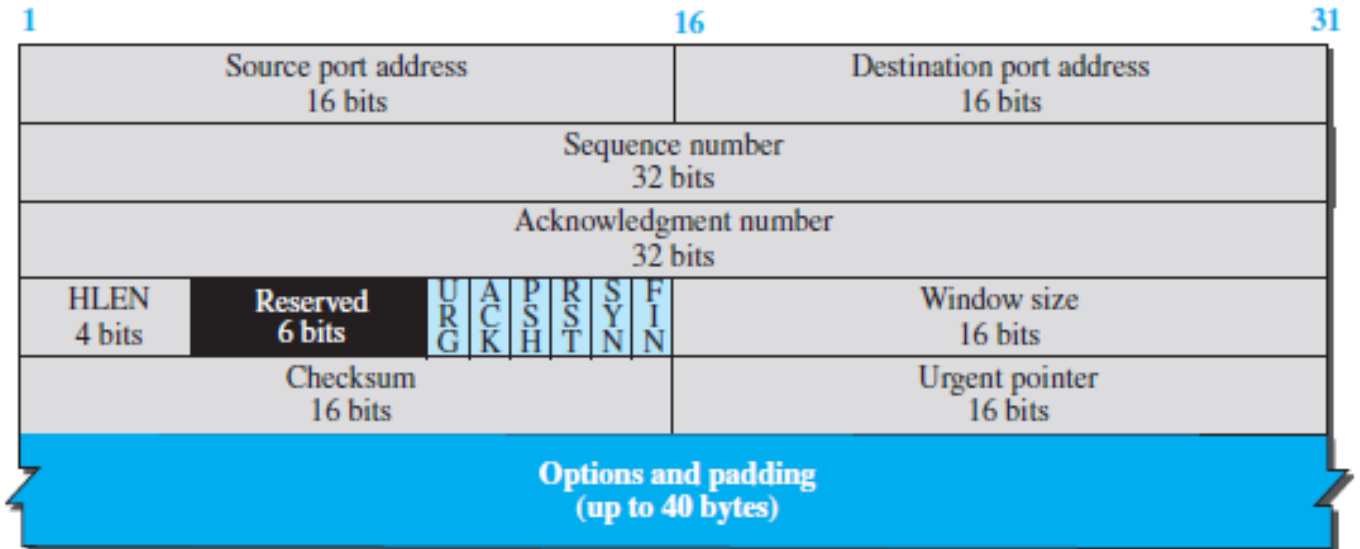 1 16 31
Source port address Destination port address
16 bits 16 bits
Sequence number
32 bits
Acknowledgment number
32 bits
HLEN Reserved URG ACK PSH RST SYN FIN Window size
4 bits 6 bits 16 bits
Checksum Urgent pointer
16 bits 16 bits
Options and padding
(up to 40 bytes)